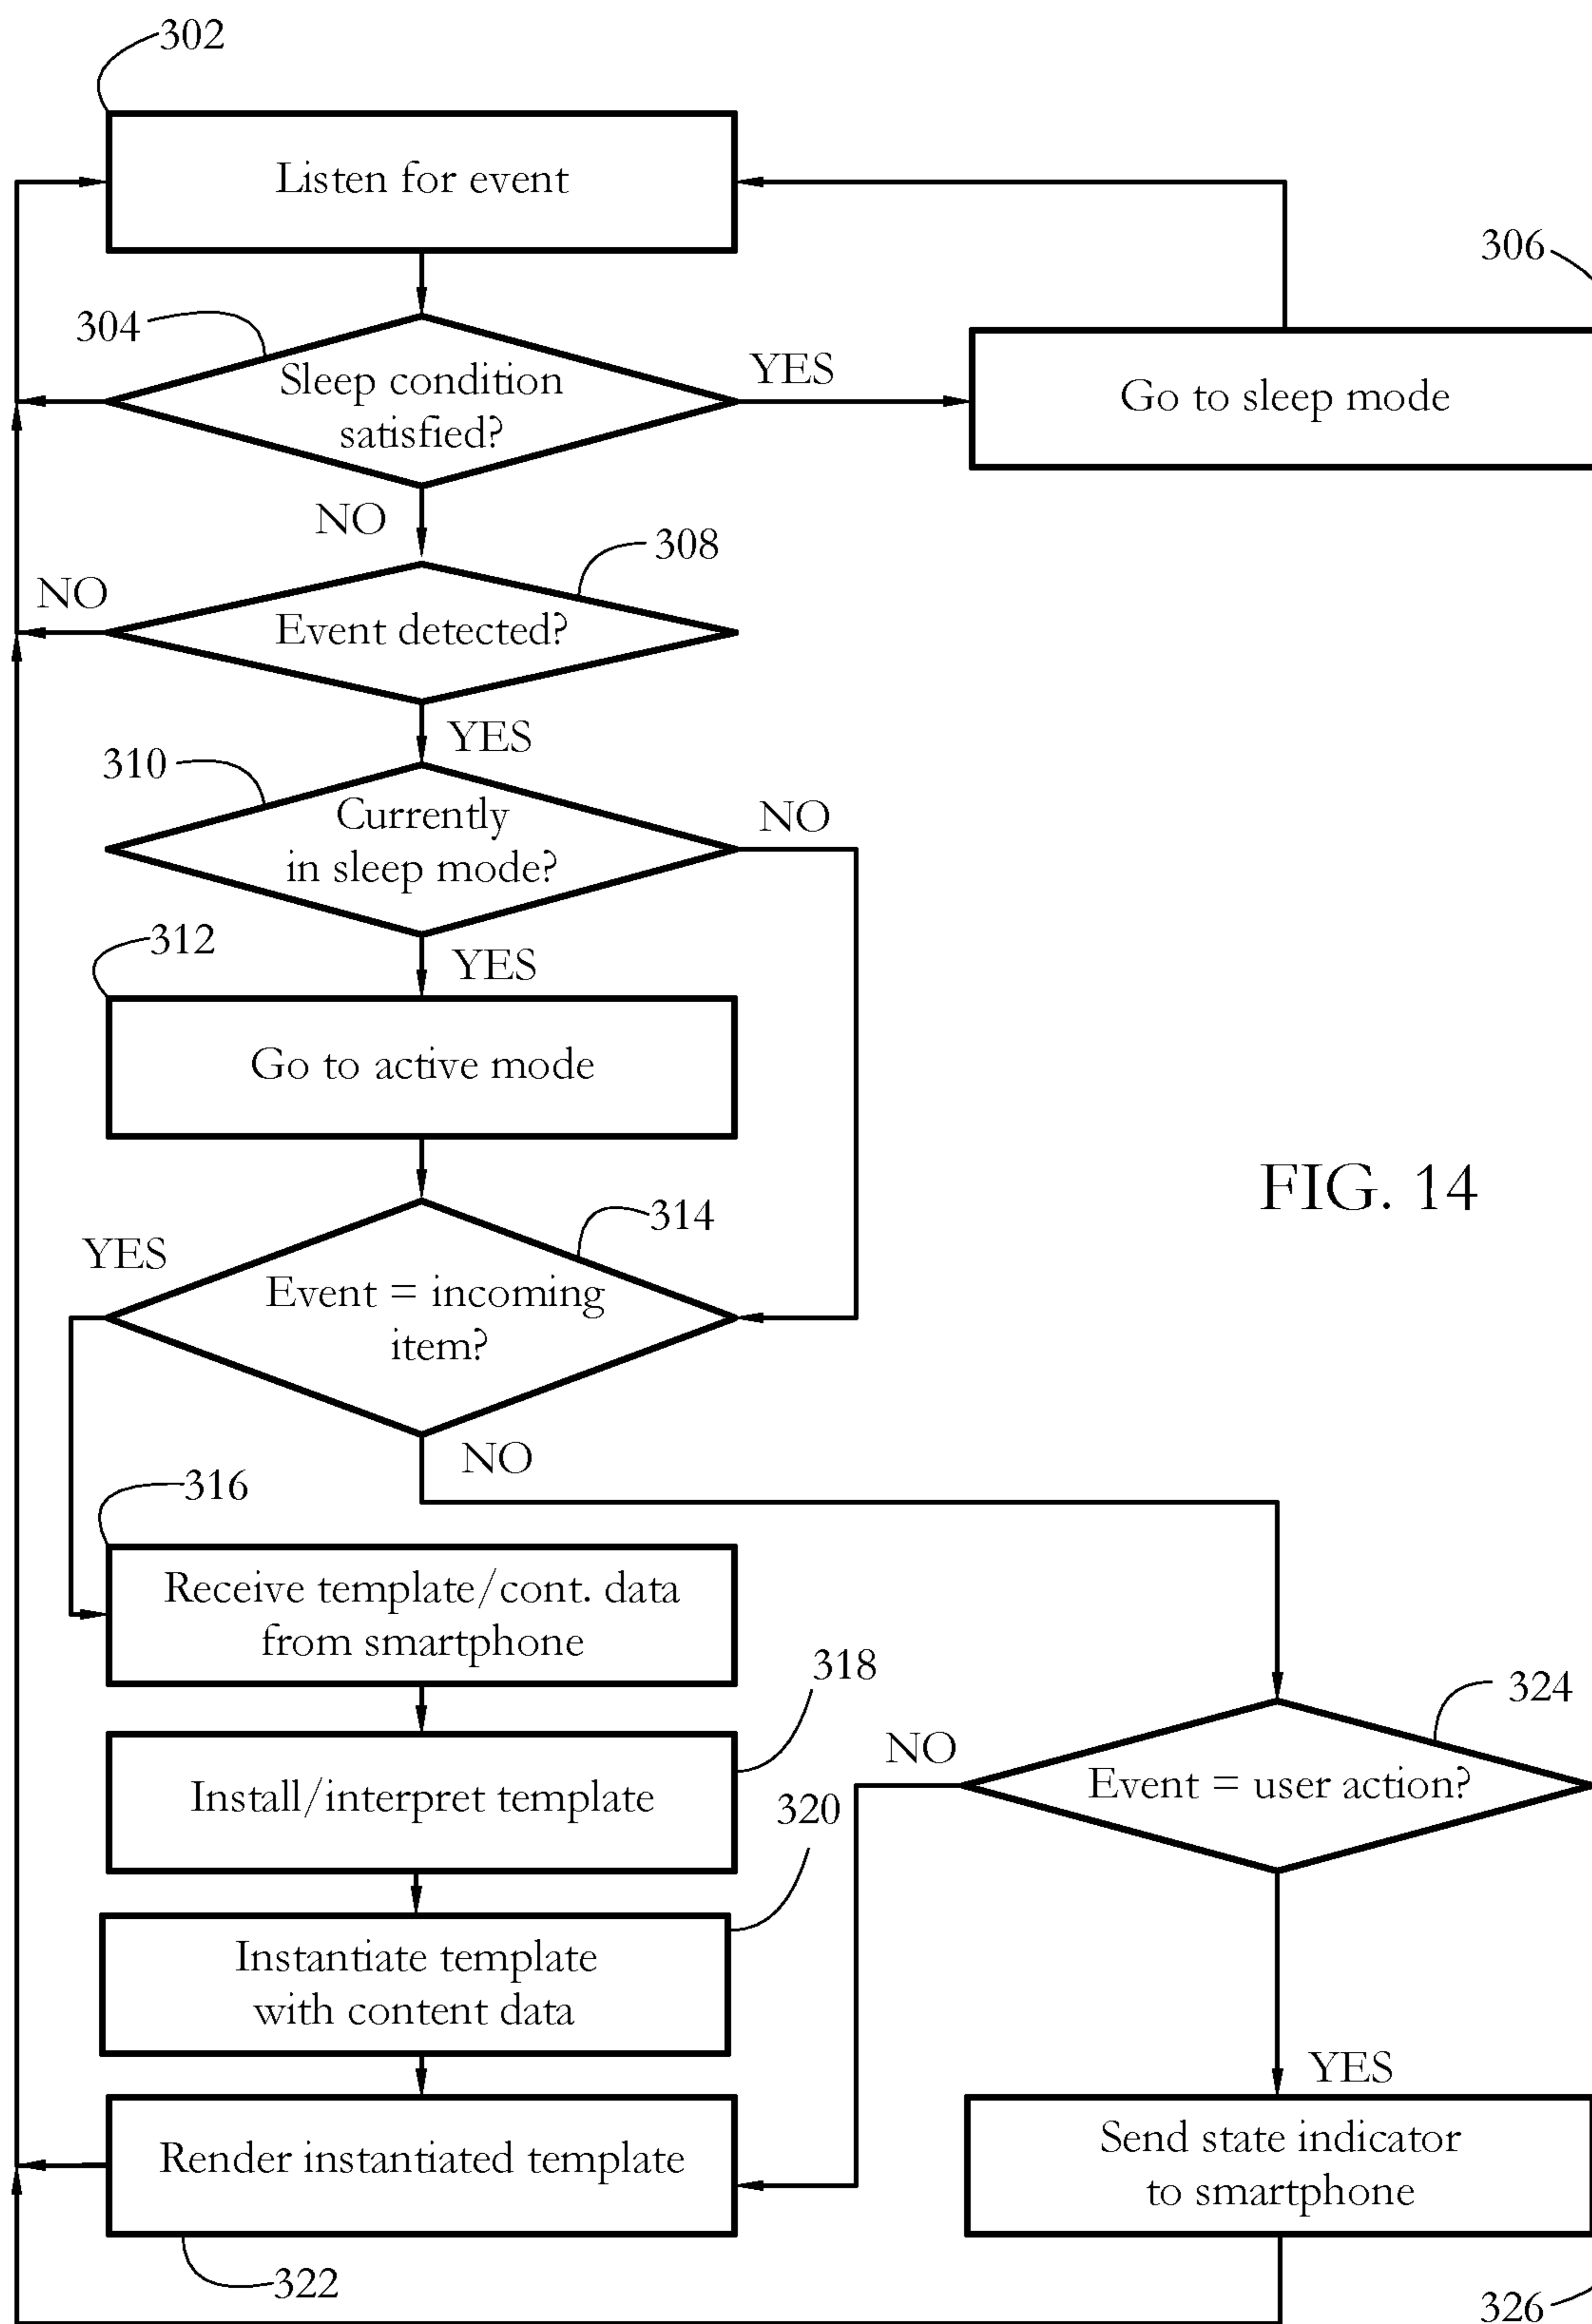 302
Listen for event
306
304
Sleep condition
satisfied?
YES
Go to sleep mode
NO
308
NO
Event detected?
YES
310
Currently
in sleep mode?
NO
312
YES
Go to active mode
FIG. 14
314
YES
Event = incoming
item?
NO
316
Receive template/cont. data
from smartphone
318
324
NO
Install/interpret template
Event = user action?
320
Instantiate template
with content data
YES
Render instantiated template
Send state indicator
to smartphone
322
326